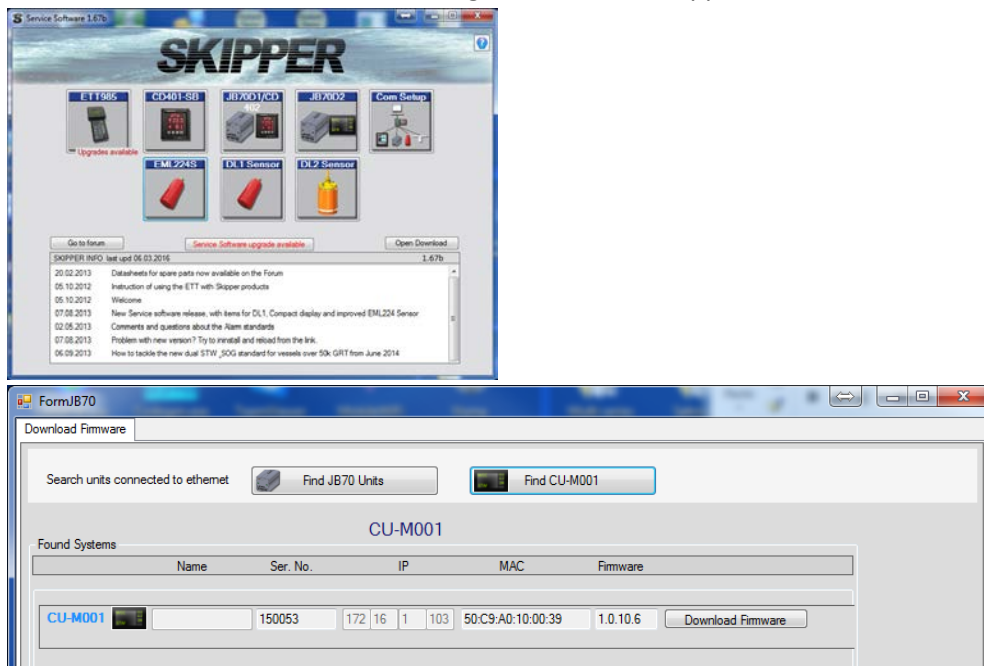 Service Software 1.67b
SKIPPER
ETT985 CD401-SB JB70D1/CD 402 JB70D2 Com Setup
Upgrades available
EML224S DL1 Sensor DL2 Sensor
Go to forum Service Software upgrade available Open Download
SKIPPER INFO last upd 06.03.2016 1.67b
20.02.2013 Datasheets for spare parts now available on the Forum
05.10.2012 Instruction of using the ETT with Skipper products
05.10.2012 Welcome
07.08.2013 New Service software release, with items for DL1, Compact display and improved EML224 Sensor
02.05.2013 Comments and questions about the Alarm standards
07.08.2013 Problem with new version? Try to ininstall and reload from the link.
06.09.2013 How to tackle the new dual STW_SOG standard for vessels over 50k GRT from June 2014
FormJB70
Download Firmware
Search units connected to ethernet Find JB70 Units Find CU-M001
CU-M001
Found Systems
Name Ser. No. IP MAC Firmware
CU-M001 150053 172 16 1 103 50:C9:A0:10:00:39 1.0.10.6 Download Firmware